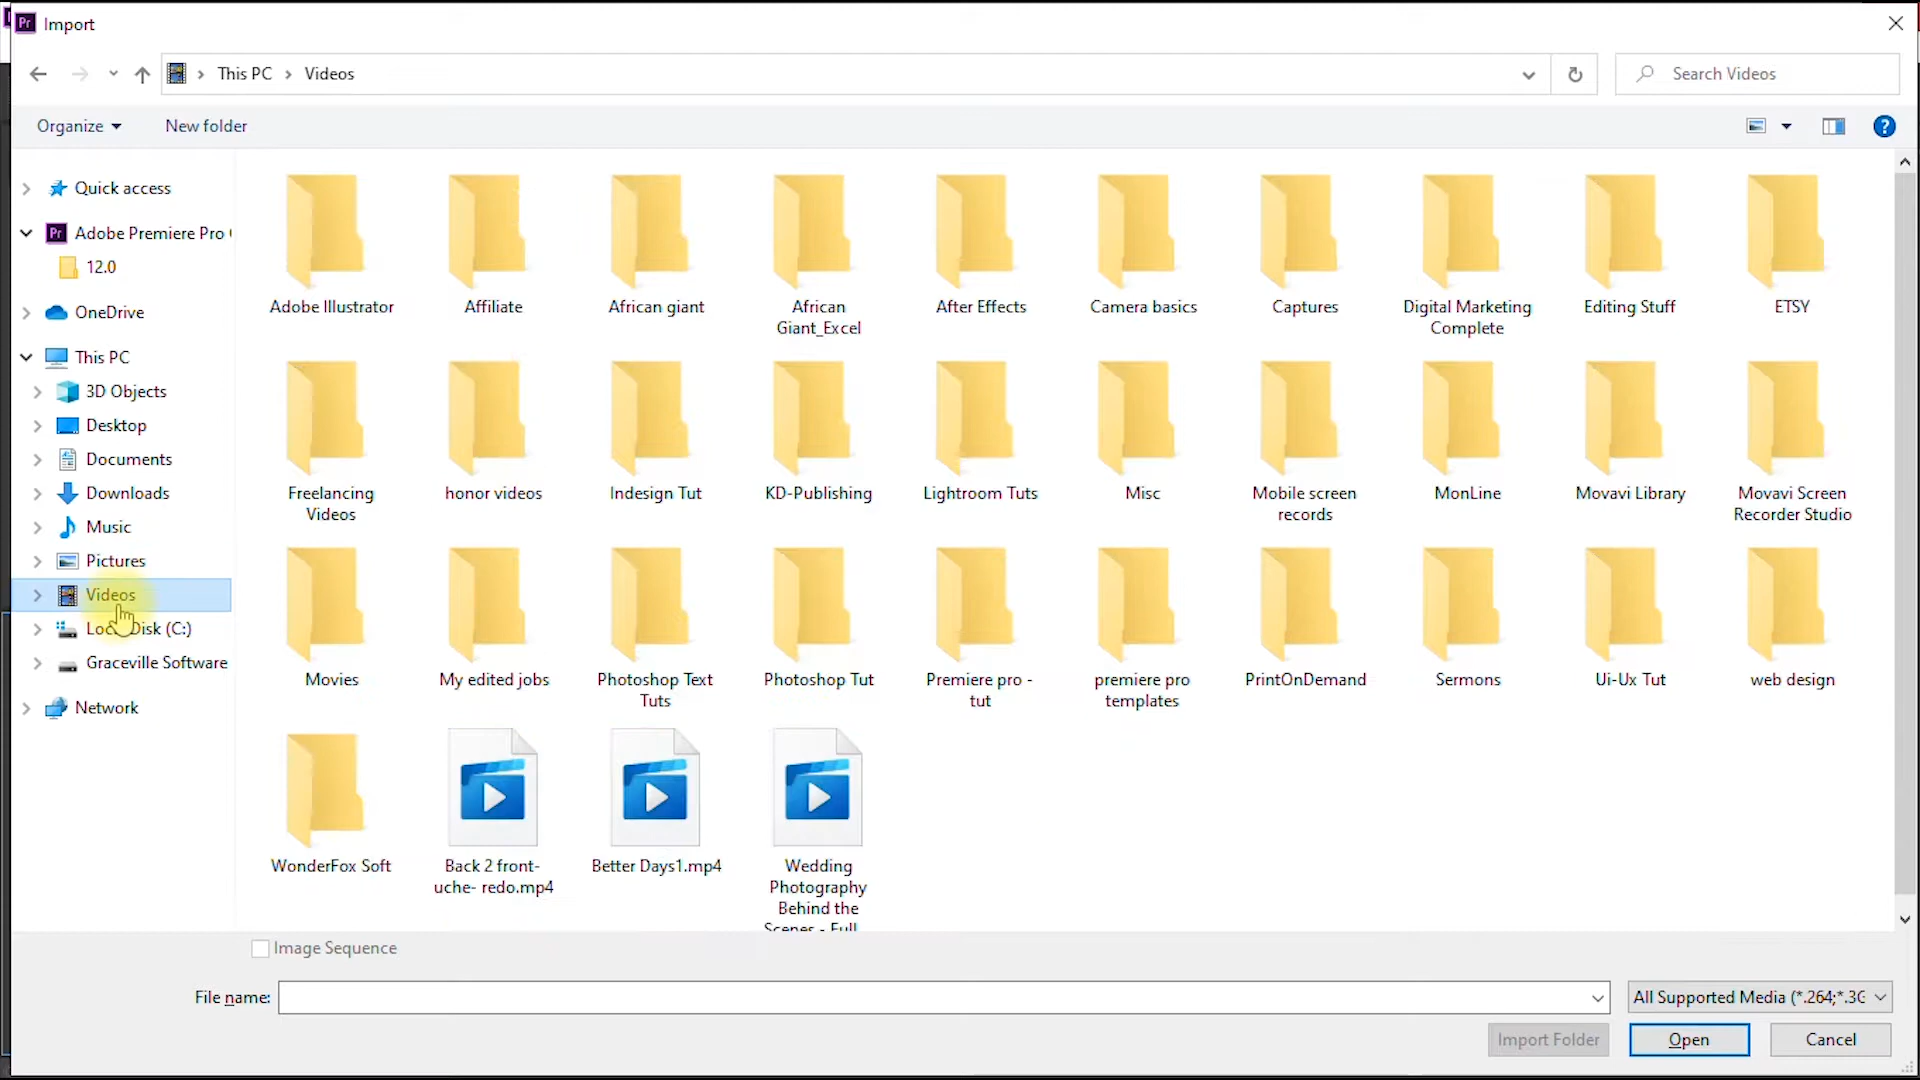 Pr Import
This PC > Videos
Search Videos
Organize
New folder
?
Quick access
Pr Adobe Premiere Pro
12.0
OneDrive
This PC
3D Objects
Desktop
Documents
Downloads
Music
Pictures
Videos
Disk (C:)
Graceville Software
Network
Adobe Illustrator
Affiliate
African giant
African
Giant_Excel
After Effects
Camera basics
Captures
Digital Marketing
Complete
Editing Stuff
ETSY
Freelancing
Videos
honor videos
Indesign Tut
KD-Publishing
Lightroom Tuts
Misc
Mobile screen
records
MonLine
Movavi Library
Movavi Screen
Recorder Studio
Movies
My edited jobs
Photoshop Text
Tuts
Photoshop Tut
Premiere pro -
tut
premiere pro
templates
PrintOnDemand
Sermons
Ui-Ux Tut
web design
WonderFox Soft
Back 2 front-
uche- redo.mp4
Better Days1.mp4
Wedding
Photography
Behind the
Scenes - Full
Image Sequence
File name:
All Supported Media (*.264;*.3G
Import Folder
Open
Cancel